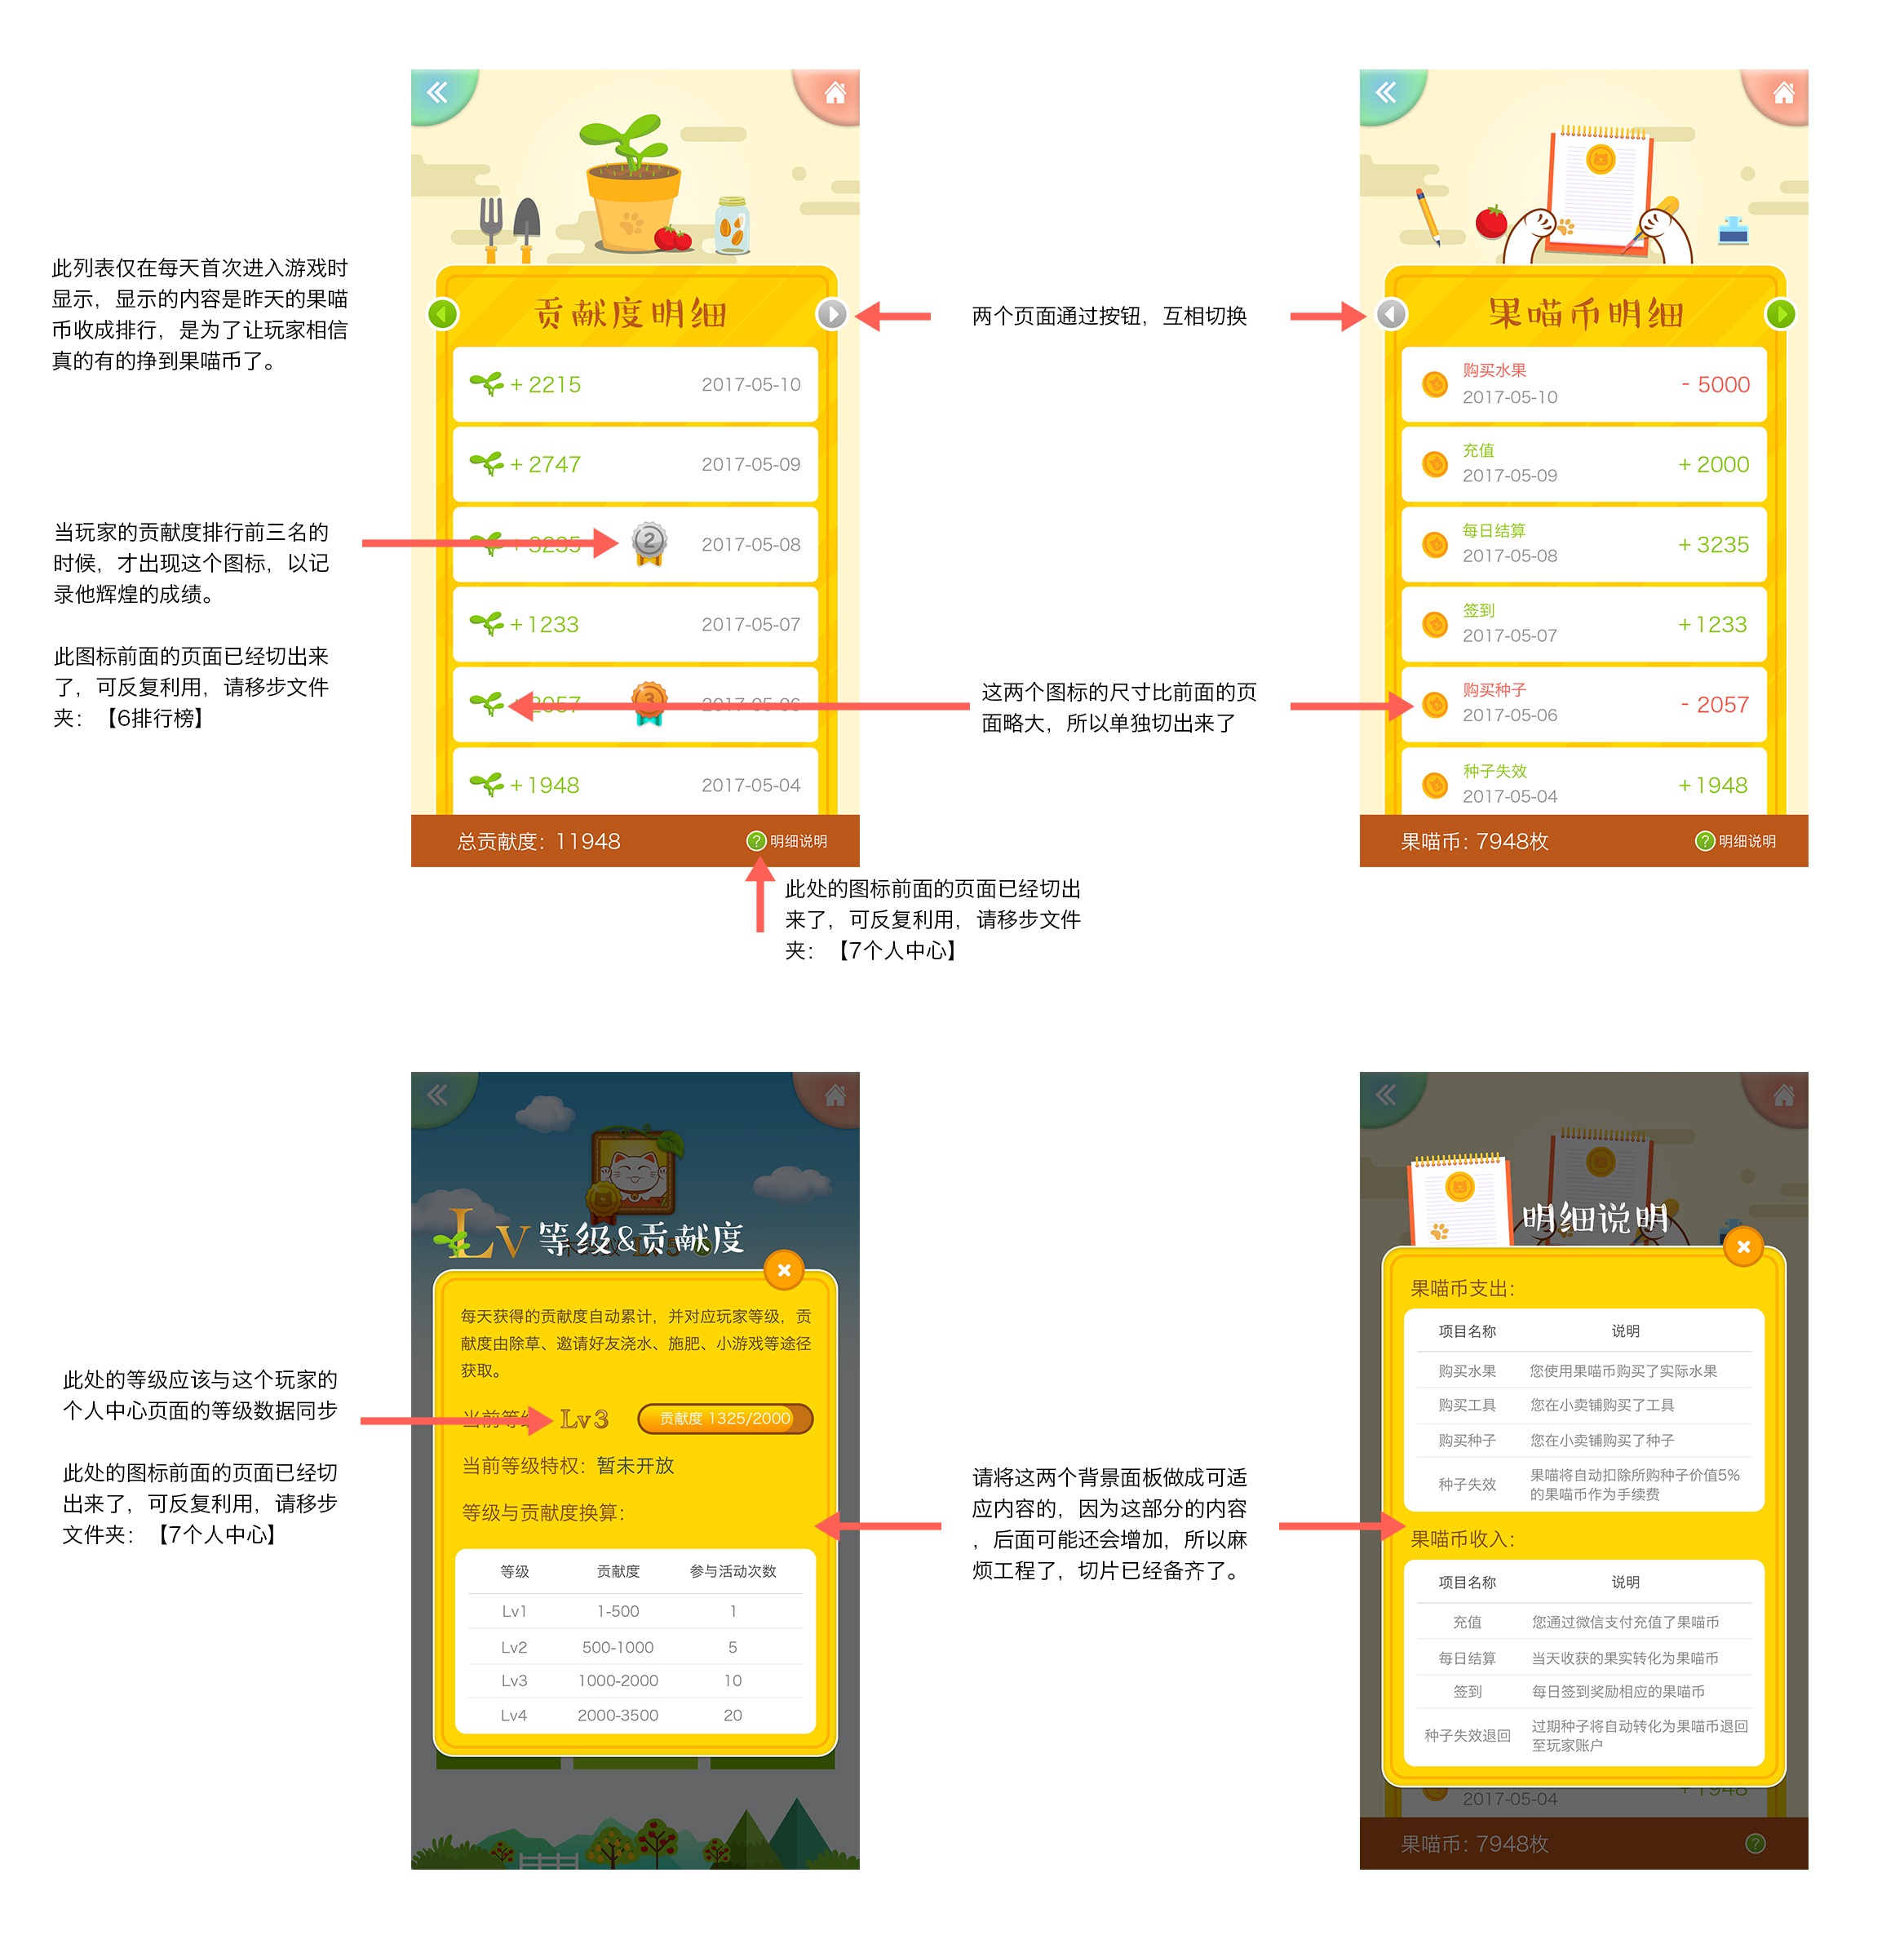 此列表仅在每天首次进入游戏时
显示，显示的内容是昨天的果喵
币收成排行，是为了让玩家相信
真的有的挣到果喵币了。
当玩家的贡献度排行前三名的
时候，才出现这个图标，以记
录他辉煌的成绩。
此图标前面的页面已经切出来
了，可反复利用，请移步文件
夹：【6排行榜】
贡献度明细
+ 2215 2017-05-10
+ 2747 2017-05-09
+ 3235 2 2017-05-08
+ 1233 2017-05-07
+ 2057 3 2017-05-06
+ 1948 2017-05-04
总贡献度：11948 ? 明细说明
两个页面通过按钮，互相切换
这两个图标的尺寸比前面的页
面略大，所以单独切出来了
此处的图标前面的页面已经切出
来了，可反复利用，请移步文件
夹：【7个人中心】
果喵币明细
购买水果
2017-05-10 - 5000
充值
2017-05-09 + 2000
每日结算
2017-05-08 + 3235
签到
2017-05-07 + 1233
购买种子
2017-05-06 - 2057
种子失效
2017-05-04 + 1948
果喵币：7948枚 ? 明细说明
此处的等级应该与这个玩家的
个人中心页面的等级数据同步
此处的图标前面的页面已经切
出来了，可反复利用，请移步
文件夹：【7个人中心】
Lv等级&贡献度
每天获得的贡献度自动累计，并对应玩家等级，贡
献度由除草、邀请好友浇水、施肥、小游戏等途径
获取。
当前等级 Lv3 贡献度 1325/2000
当前等级特权：暂未开放
等级与贡献度换算：
等级 贡献度 参与活动次数
Lv1 1-500 1
Lv2 500-1000 5
Lv3 1000-2000 10
Lv4 2000-3500 20
请将这两个背景面板做成可适
应内容的，因为这部分的内容
，后面可能还会增加，所以麻
烦工程了，切片已经备齐了。
明细说明
果喵币支出：
项目名称 说明
购买水果 您使用果喵币购买了实际水果
购买工具 您在小卖铺购买了工具
购买种子 您在小卖铺购买了种子
种子失效 果喵将自动扣除所购种子价值5%
的果喵币作为手续费
果喵币收入：
项目名称 说明
充值 您通过微信支付充值了果喵币
每日结算 当天收获的果实转化为果喵币
签到 每日签到奖励相应的果喵币
种子失效退回 过期种子将自动转化为果喵币退回
至玩家账户
2017-05-04 +1948
果喵币：7948枚 ?